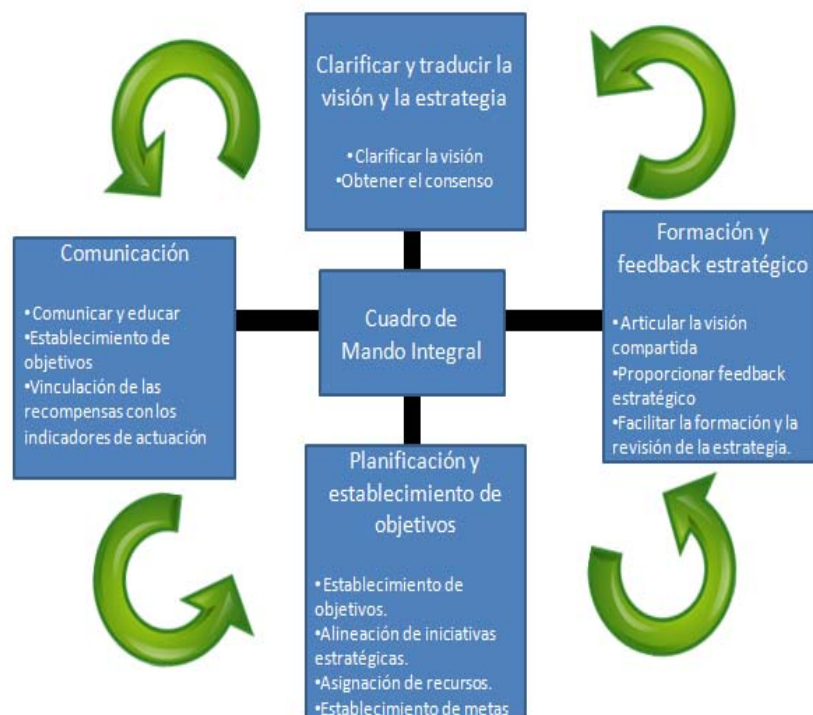 Clarificar y traducir la
visión y la estrategia
•Clarificar la visión
•Obtener el consenso
Comunicación
•Comunicar y educar
•Establecimiento de
objetivos
•Vinculación de las
recompensas con los
indicadores de actuación
Cuadro de
Mando Integral
Formación y
feedback estratégico
•Articular la visión
compartida
•Proporcionar feedback
estratégico
•Facilitar la formación y la
revisión de la estrategia.
Planificación y
establecimiento de
objetivos
•Establecimiento de
objetivos.
•Alineación de iniciativas
estratégicas.
•Asignación de recursos.
•Establecimiento de metas